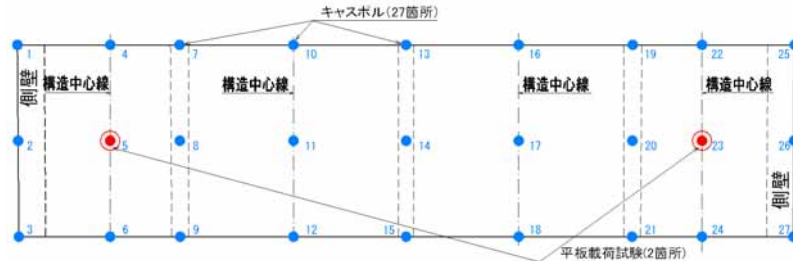 キャスポル(27箇所)
1 4 7 10 13 16 19 22 25
側壁
構造中心線 構造中心線 構造中心線 構造中心線
2 5 8 11 14 17 20 23 26
側壁
3 6 9 12 15 18 21 24 27
平板載荷試験(2箇所)